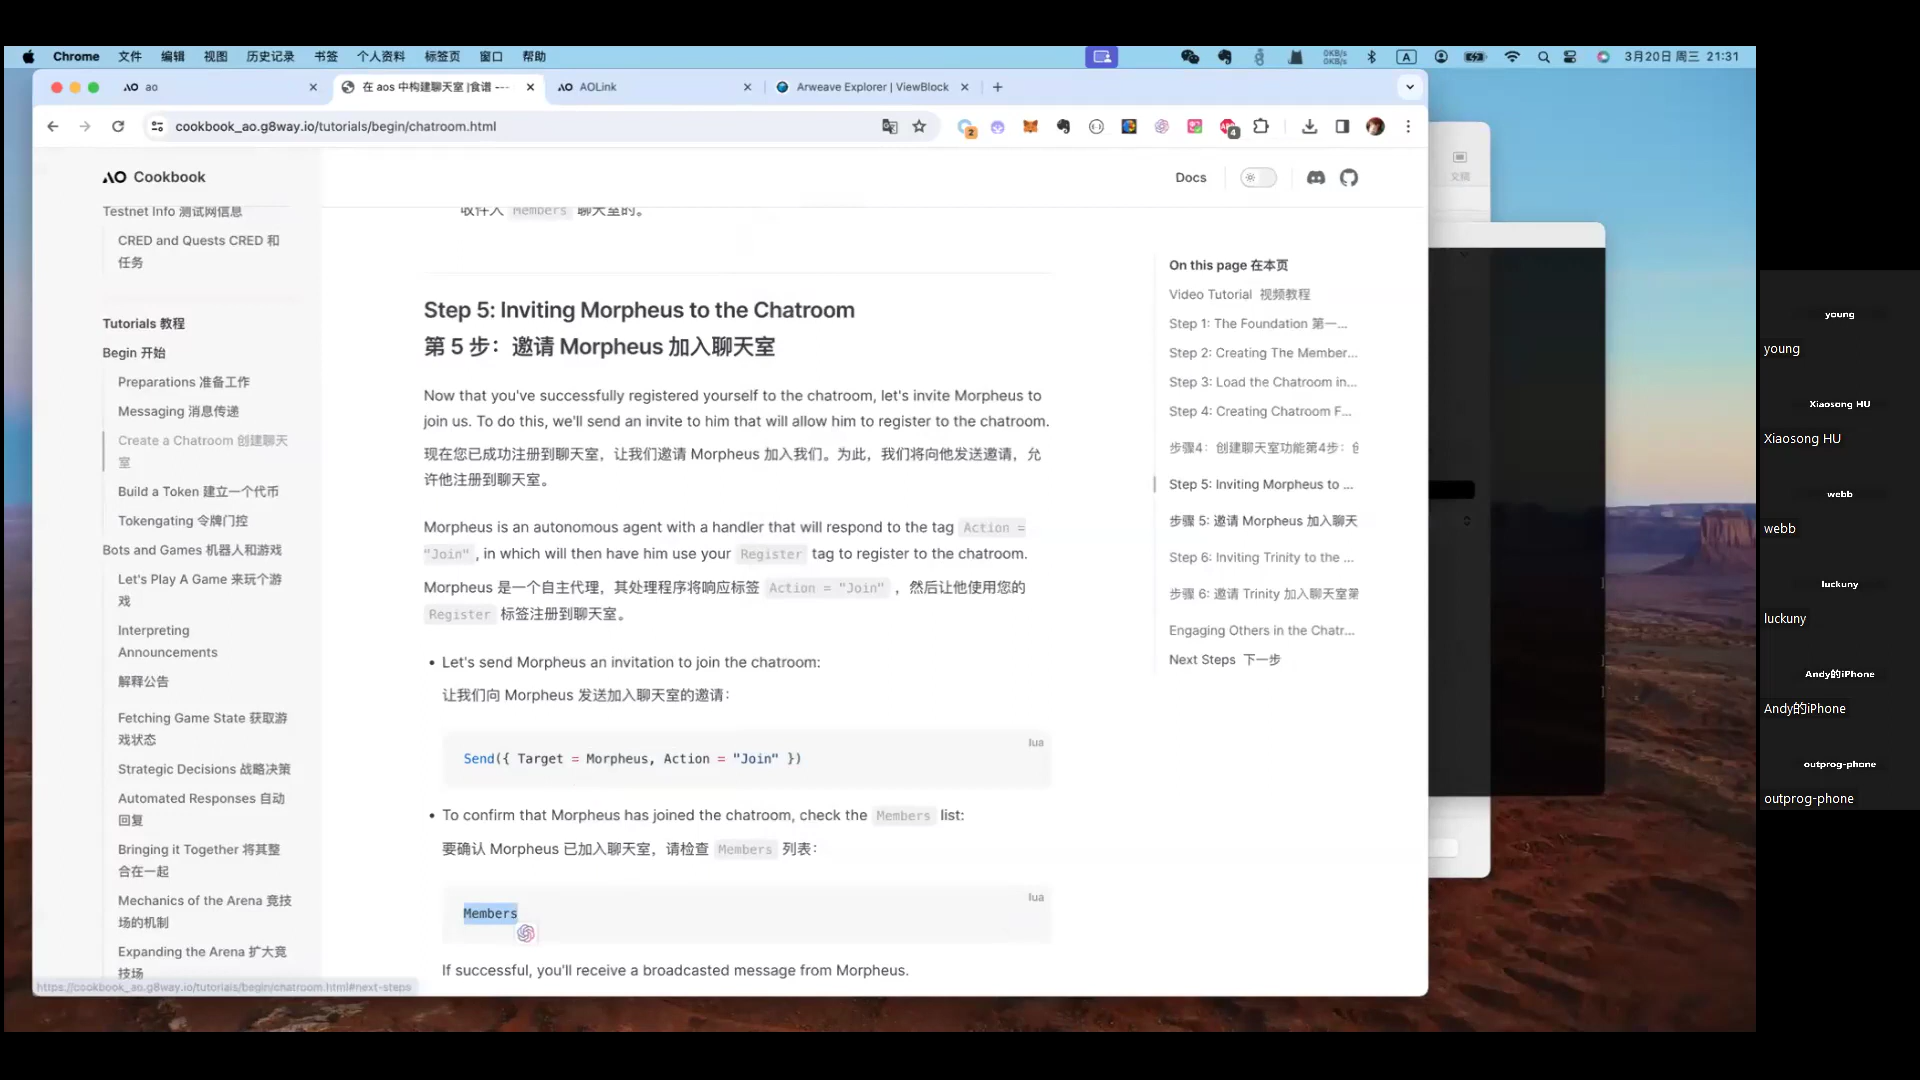 Chrome 文件 编辑 视图 历史记录 书签 个人资料 标签页 窗口 帮助
0KB/s
0KB/s
A
3月20日 周三 21:31
ao
在 aos 中构建聊天室 |食谱 ---
AOLink
Arweave Explorer | ViewBlock
cookbook_ao.g8way.io/tutorials/begin/chatroom.html
2
4
Cookbook
Docs
Testnet Info 测试网信息
CRED and Quests CRED 和
任务
Tutorials 教程
Begin 开始
Preparations 准备工作
Messaging 消息传递
Create a Chatroom 创建聊天
室
Build a Token 建立一个代币
Tokengating 令牌门控
Bots and Games 机器人和游戏
Let's Play A Game 来玩个游
戏
Interpreting
Announcements
解释公告
Fetching Game State 获取游
戏状态
Strategic Decisions 战略决策
Automated Responses 自动
回复
Bringing it Together 将其整
合在一起
Mechanics of the Arena 竞技
场的机制
Expanding the Arena 扩大竞
技场
https://cookbook_ao.g8way.io/tutorials/begin/chatroom.html#next-steps
收件人 Members 聊天室的。
Step 5: Inviting Morpheus to the Chatroom
第 5 步：邀请 Morpheus 加入聊天室
Now that you've successfully registered yourself to the chatroom, let's invite Morpheus to
join us. To do this, we'll send an invite to him that will allow him to register to the chatroom.
现在您已成功注册到聊天室，让我们邀请 Morpheus 加入我们。为此，我们将向他发送邀请，允
许他注册到聊天室。
Morpheus is an autonomous agent with a handler that will respond to the tag Action =
"Join" , in which will then have him use your Register tag to register to the chatroom.
Morpheus 是一个自主代理，其处理程序将响应标签 Action = "Join" ，然后让他使用您的
Register 标签注册到聊天室。
• Let's send Morpheus an invitation to join the chatroom:
让我们向 Morpheus 发送加入聊天室的邀请：
lua
Send({ Target = Morpheus, Action = "Join" })
• To confirm that Morpheus has joined the chatroom, check the Members list:
要确认 Morpheus 已加入聊天室，请检查 Members 列表：
lua
Members
If successful, you'll receive a broadcasted message from Morpheus.
On this page 在本页
Video Tutorial 视频教程
Step 1: The Foundation 第一...
Step 2: Creating The Member...
Step 3: Load the Chatroom in...
Step 4: Creating Chatroom F...
步骤4：创建聊天室功能第4步：创
Step 5: Inviting Morpheus to ...
步骤 5: 邀请 Morpheus 加入聊天
Step 6: Inviting Trinity to the ...
步骤 6: 邀请 Trinity 加入聊天室第
Engaging Others in the Chatr...
Next Steps 下一步
文稿
young
young
Xiaosong HU
Xiaosong HU
webb
webb
luckuny
luckuny
Andy的iPhone
Andy的iPhone
outprog-phone
outprog-phone